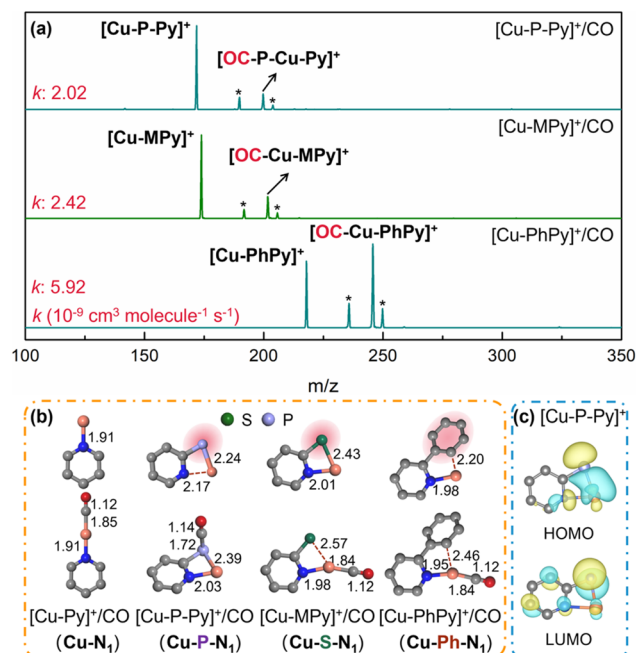 (a)
[Cu-P-Py]⁺
[Cu-P-Py]⁺/CO
[OC-P-Cu-Py]⁺
k: 2.02
* *
[Cu-MPy]⁺
[Cu-MPy]⁺/CO
[OC-Cu-MPy]⁺
k: 2.42
* *
[OC-Cu-PhPy]⁺
[Cu-PhPy]⁺/CO
[Cu-PhPy]⁺
k: 5.92
* *
k (10⁻⁹ cm³ molecule⁻¹ s⁻¹)
100 150 200 250 300 350
m/z
(b)
S P
1.91
2.24
2.17
2.43
2.01
2.20
1.98
1.12
1.85
1.91
1.14
1.72
2.39
2.03
2.57
1.84
1.98
1.12
2.46
1.95
1.12
1.84
[Cu-Py]⁺/CO [Cu-P-Py]⁺/CO [Cu-MPy]⁺/CO [Cu-PhPy]⁺/CO
(Cu-N₁) (Cu-P-N₁) (Cu-S-N₁) (Cu-Ph-N₁)
(c) [Cu-P-Py]⁺
HOMO
LUMO